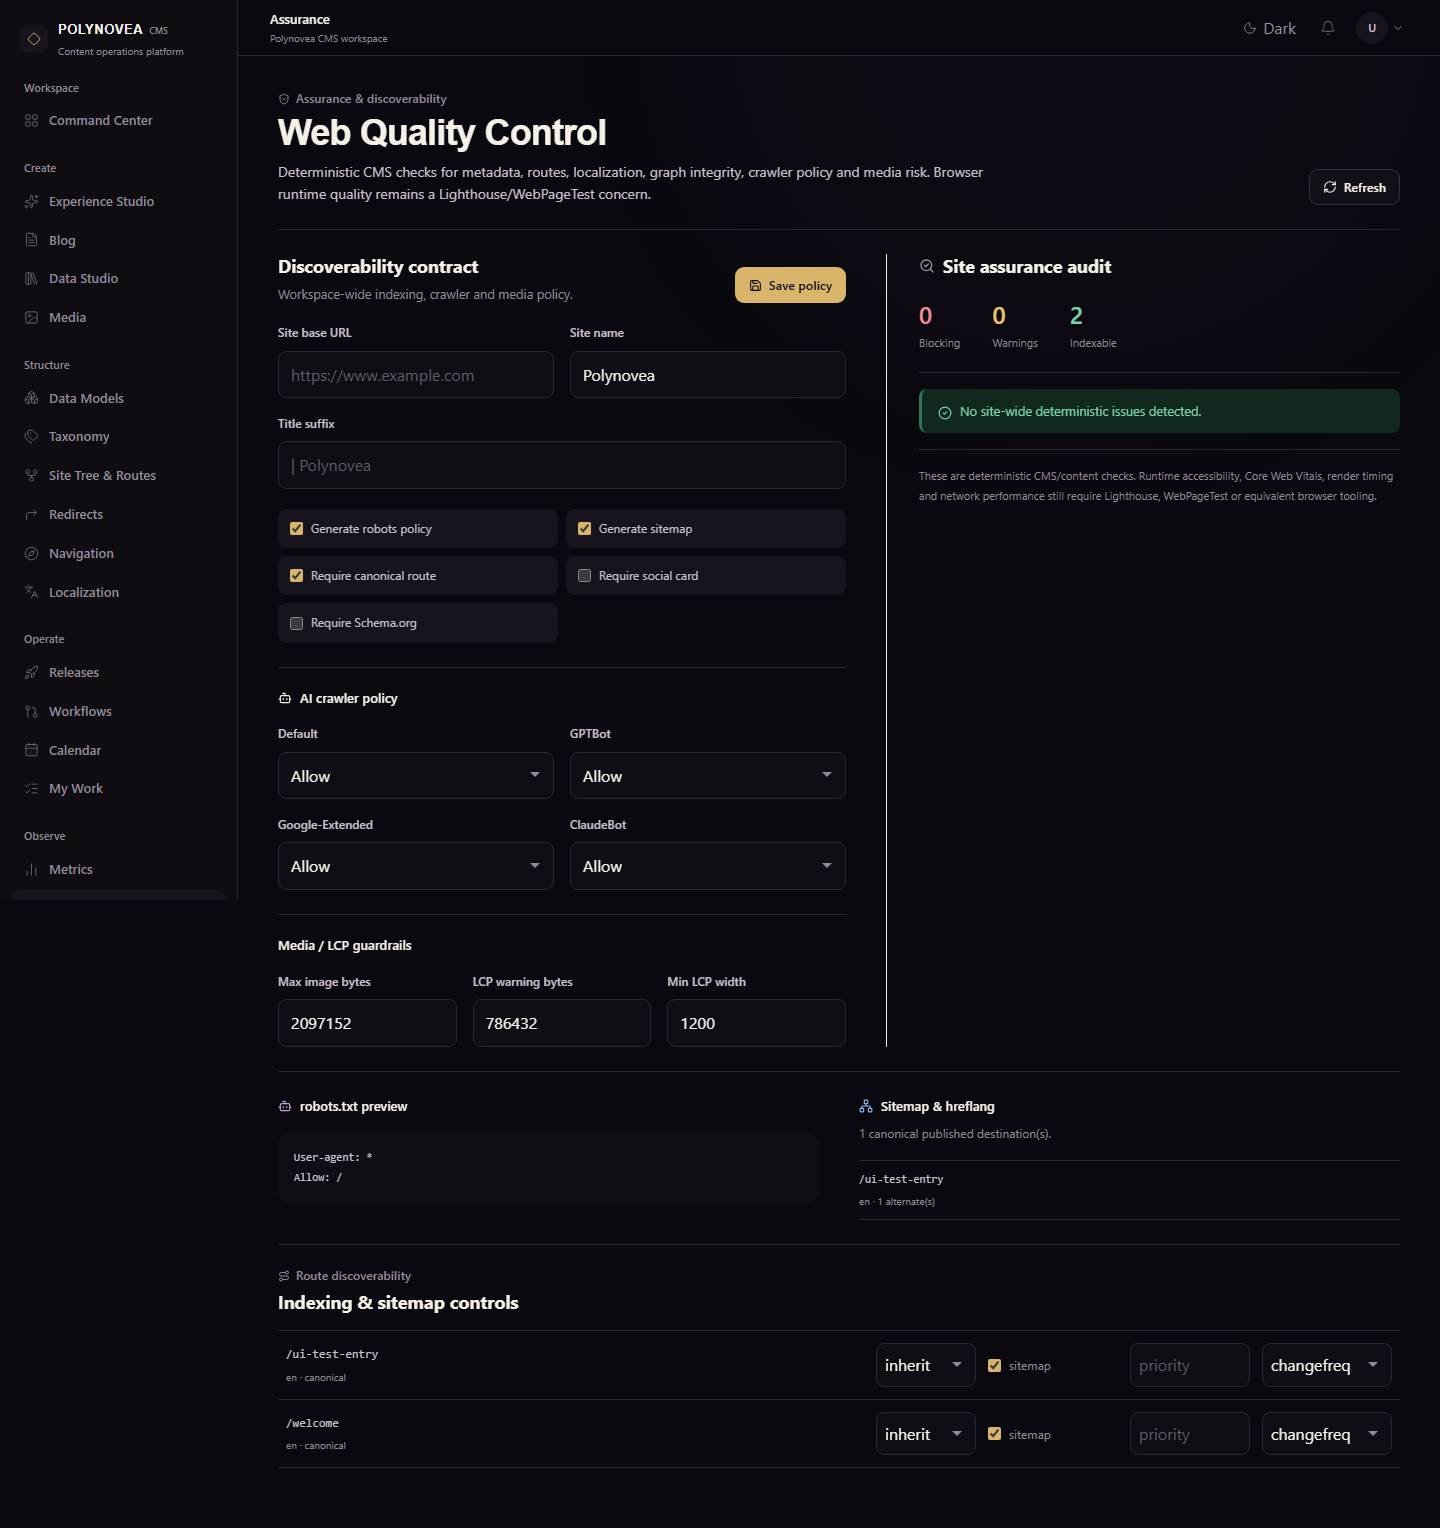 POLYNOVEA CMS
Content operations platform
Workspace
Command Center
Create
Experience Studio
Blog
Data Studio
Media
Structure
Data Models
Taxonomy
Site Tree & Routes
Redirects
Navigation
Localization
Operate
Releases
Workflows
Calendar
My Work
Observe
Metrics
Assurance
Polynovea CMS workspace
Dark
U
Assurance & discoverability
Web Quality Control
Deterministic CMS checks for metadata, routes, localization, graph integrity, crawler policy and media risk. Browser
runtime quality remains a Lighthouse/WebPageTest concern.
Refresh
Discoverability contract
Workspace-wide indexing, crawler and media policy.
Save policy
Site base URL
Site name
https://www.example.com
Polynovea
Title suffix
| Polynovea
Generate robots policy
Generate sitemap
Require canonical route
Require social card
Require Schema.org
AI crawler policy
Default
GPTBot
Allow
Allow
Google-Extended
ClaudeBot
Allow
Allow
Media / LCP guardrails
Max image bytes
LCP warning bytes
Min LCP width
2097152
786432
1200
Site assurance audit
0
0
2
Blocking
Warnings
Indexable
No site-wide deterministic issues detected.
These are deterministic CMS/content checks. Runtime accessibility, Core Web Vitals, render timing
and network performance still require Lighthouse, WebPageTest or equivalent browser tooling.
robots.txt preview
User-agent: *
Allow: /
Sitemap & hreflang
1 canonical published destination(s).
/ui-test-entry
en · 1 alternate(s)
Route discoverability
Indexing & sitemap controls
/ui-test-entry
en · canonical
inherit
sitemap
priority
changefreq
/welcome
en · canonical
inherit
sitemap
priority
changefreq